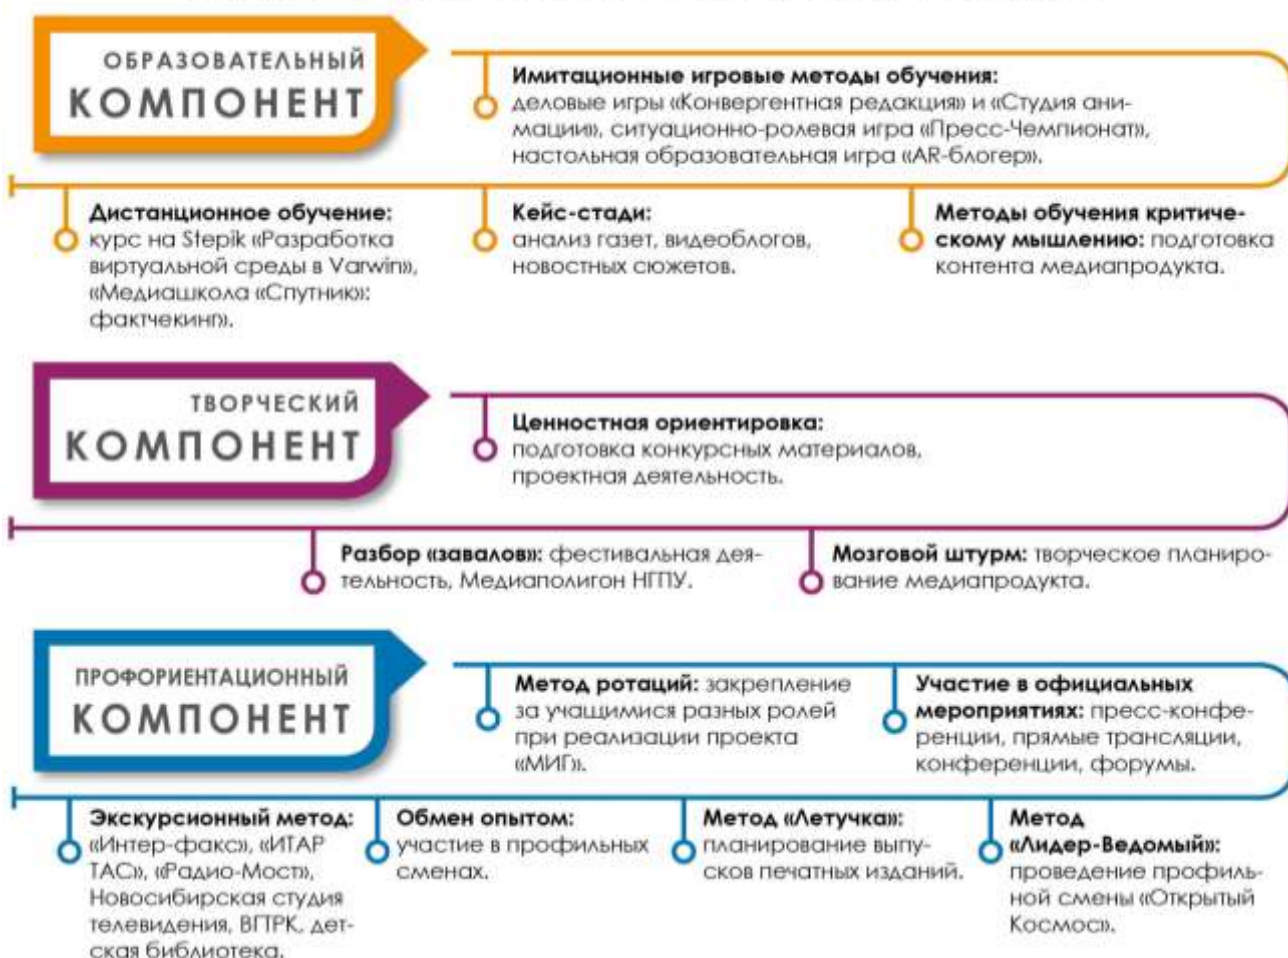 ОБРАЗОВАТЕЛЬНЫЙ
КОМПОНЕНТ
Имитационные игровые методы обучения:
деловые игры «Конвергентная редакция» и «Студия ани-
мации», ситуационно-ролевая игра «Пресс-Чемпионат»,
настольная образовательная игра «AR-блогер».
Дистанционное обучение:
курс на Stepik «Разработка
виртуальной среды в Varwin»,
«Медиашкола «Спутник»:
фактчекинг».
Кейс-стади:
анализ газет, видеоблогов,
новостных сюжетов.
Методы обучения критиче-
скому мышлению: подготовка
контента медиапродукта.
ТВОРЧЕСКИЙ
КОМПОНЕНТ
Ценностная ориентировка:
подготовка конкурсных материалов,
проектная деятельность.
Разбор «завалов»: фестивальная дея-
тельность, Медиаполигон НГПУ.
Мозговой штурм: творческое планиро-
вание медиапродукта.
ПРОФОРИЕНТАЦИОННЫЙ
КОМПОНЕНТ
Метод ротаций: закрепление
за учащимися разных ролей
при реализации проекта
«МИГ».
Участие в официальных
мероприятиях: пресс-конфе-
ренции, прямые трансляции,
конференции, форумы.
Экскурсионный метод:
«Интер-факс», «ИТАР
ТАС», «Радио-Мост»,
Новосибирская студия
телевидения, ВГТРК, дет-
ская библиотека.
Обмен опытом:
участие в профильных
сменах.
Метод «Летучка»:
планирование выпу-
сков печатных изданий.
Метод
«Лидер-Ведомый»:
проведение профиль-
ной смены «Открытый
Космос».